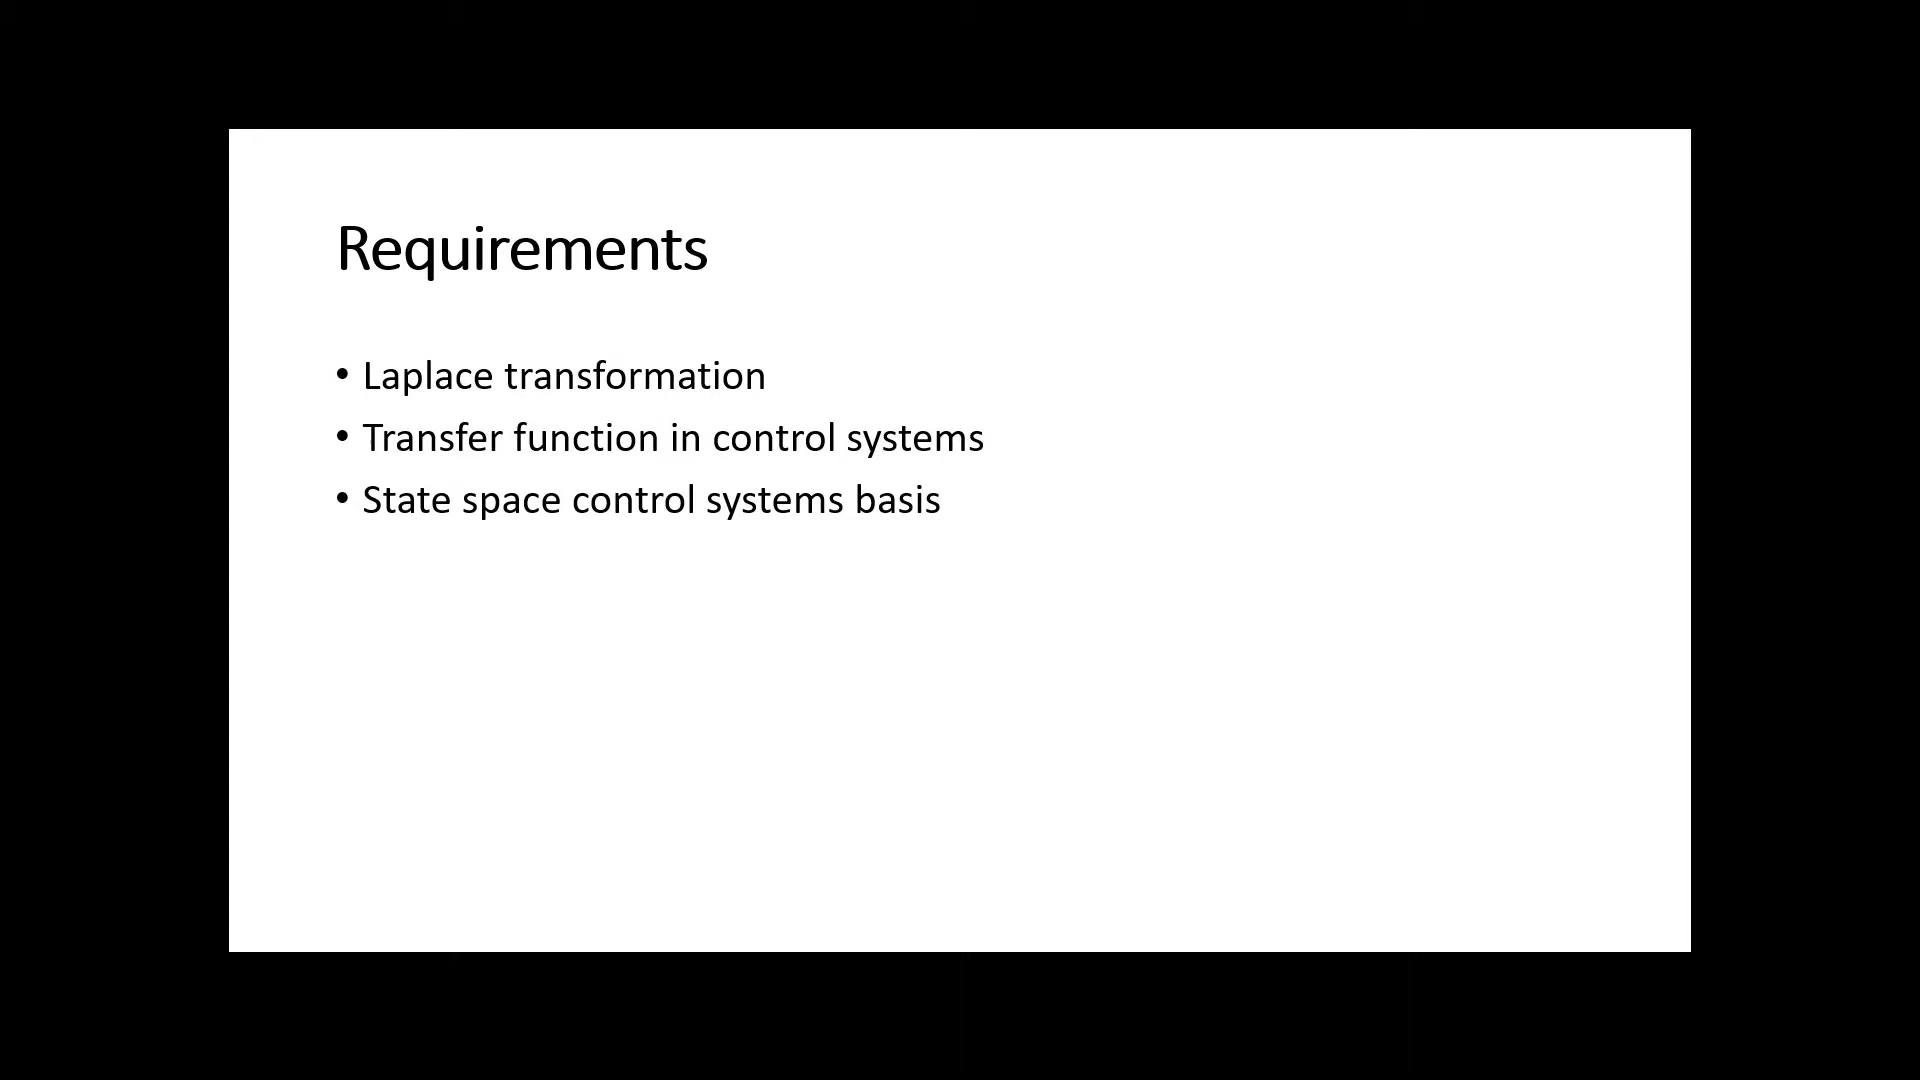 Requirements
• Laplace transformation
• Transfer function in control systems
• State space control systems basis